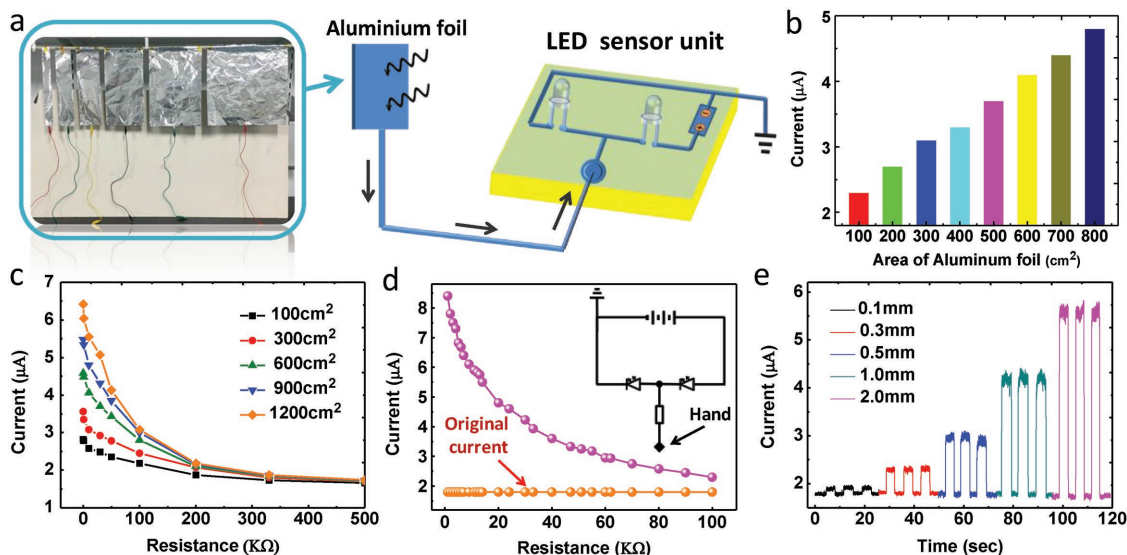 a
Aluminium foil
LED sensor unit
b
Current (μA)
5
4
3
2
100 200 300 400 500 600 700 800
Area of Aluminum foil (cm²)
c
Current (μA)
7
6
5
4
3
2
1
100cm²
300cm²
600cm²
900cm²
1200cm²
0 100 200 300 400 500
Resistance (KΩ)
d
Current (μA)
9
8
7
6
5
4
3
2
1
Original
current
Hand
0 20 40 60 80 100
Resistance (KΩ)
e
Current (μA)
6
5
4
3
2
0.1mm
0.3mm
0.5mm
1.0mm
2.0mm
0 20 40 60 80 100 120
Time (sec)